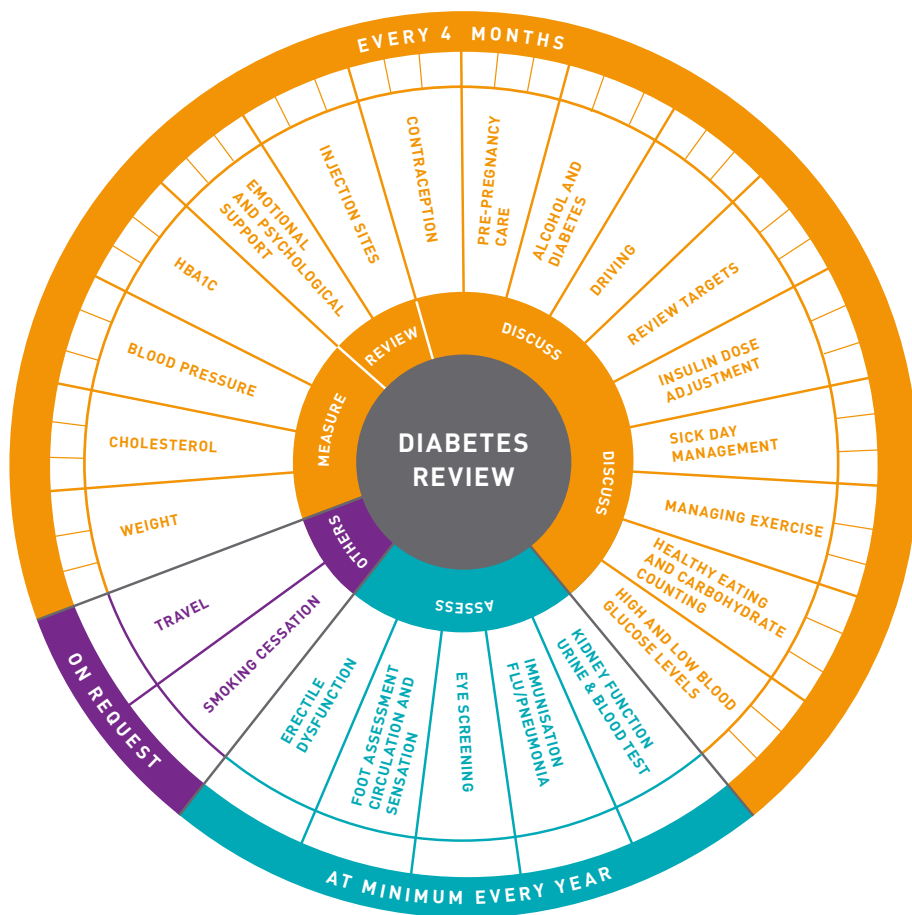 EVERY 4 MONTHS
HBA1C
EMOTIONAL
AND PSYCHOLOGICAL
SUPPORT
INJECTION SITES
CONTRACEPTION
PRE-PREGNANCY
CARE
ALCOHOL AND
DIABETES
DRIVING
REVIEW TARGETS
INSULIN DOSE
ADJUSTMENT
SICK DAY
MANAGEMENT
MANAGING EXERCISE
HEALTHY EATING
AND CARBOHYDRATE
COUNTING
HIGH AND LOW BLOOD
GLUCOSE LEVELS
BLOOD PRESSURE
CHOLESTEROL
WEIGHT
MEASURE
REVIEW
DISCUSS
DISCUSS
DIABETES
REVIEW
OTHERS
ASSESS
TRAVEL
SMOKING CESSATION
ON REQUEST
ERECTILE
DYSFUNCTION
FOOT ASSESSMENT
CIRCULATION AND
SENSATION
EYE SCREENING
IMMUNISATION
FLU/PNEUMONIA
KIDNEY FUNCTION
URINE & BLOOD TEST
AT MINIMUM EVERY YEAR